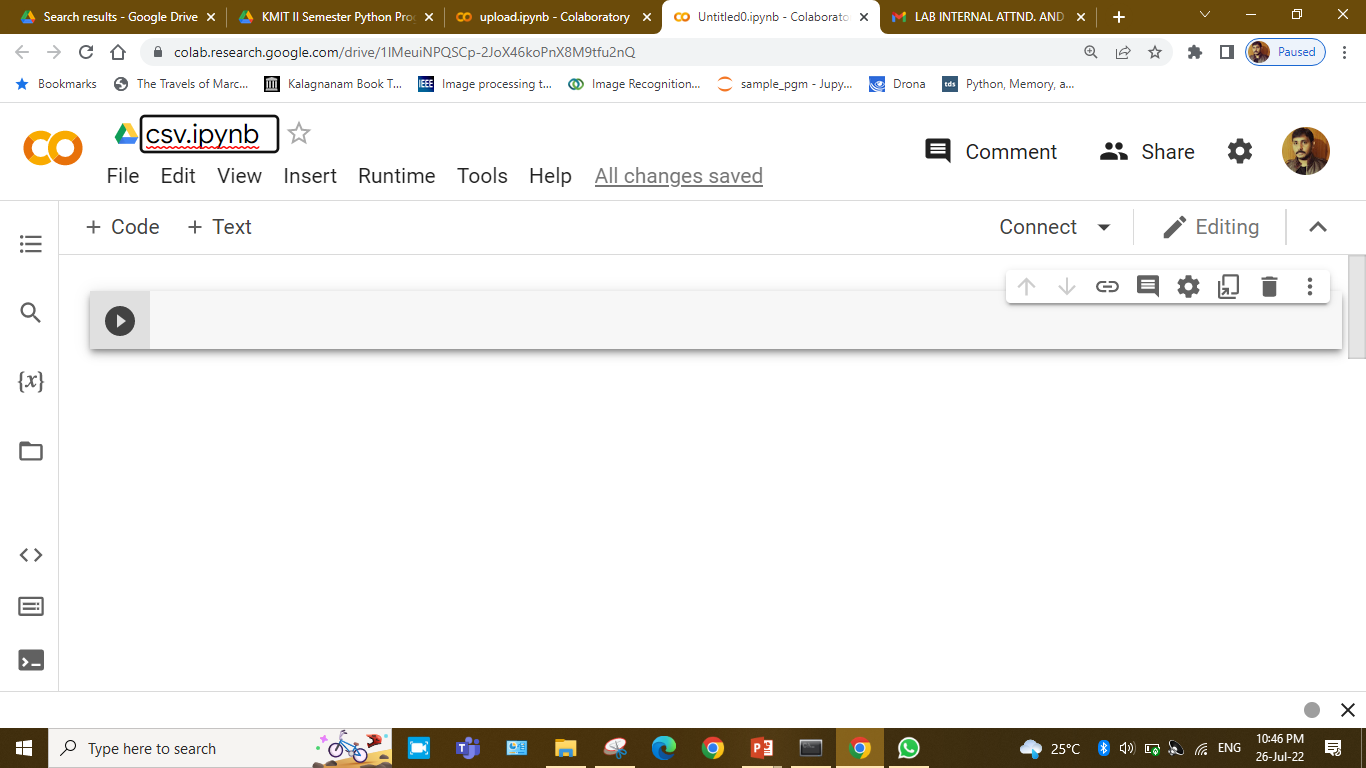 Search results - Google Drive
KMIT II Semester Python Pro
upload.ipynb - Colaboratory
Untitled0.ipynb - Colaborato
LAB INTERNAL ATTND. AND
colab.research.google.com/drive/1IMeuiNPQSCp-2JoX46koPnX8M9tfu2nQ
Paused
Bookmarks
The Travels of Marc...
Kalagnanam Book T...
IEEE
Image processing t...
Image Recognition...
sample_pgm - Jupy...
Drona
tds
Python, Memory, a...
csv.ipynb
Comment
Share
File Edit View Insert Runtime Tools Help All changes saved
+ Code + Text
Connect
Editing
{x}
Type here to search
25°C
ENG
10:46 PM
26-Jul-22